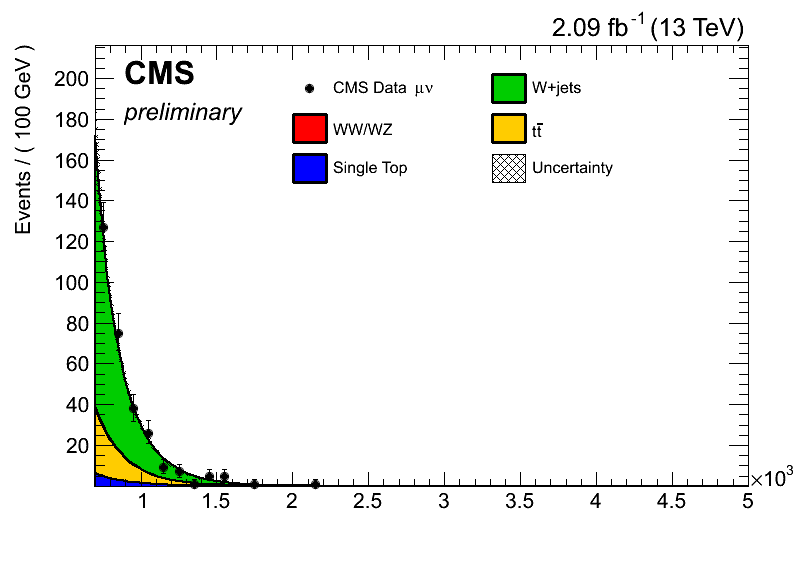 2.09 fb-1 (13 TeV)
CMS
preliminary
CMS Data μν
W+jets
WW/WZ
tt̄
Single Top
Uncertainty
Events / ( 100 GeV )
200
180
160
140
120
100
80
60
40
20
1 1.5 2 2.5 3 3.5 4 4.5 5
×10³